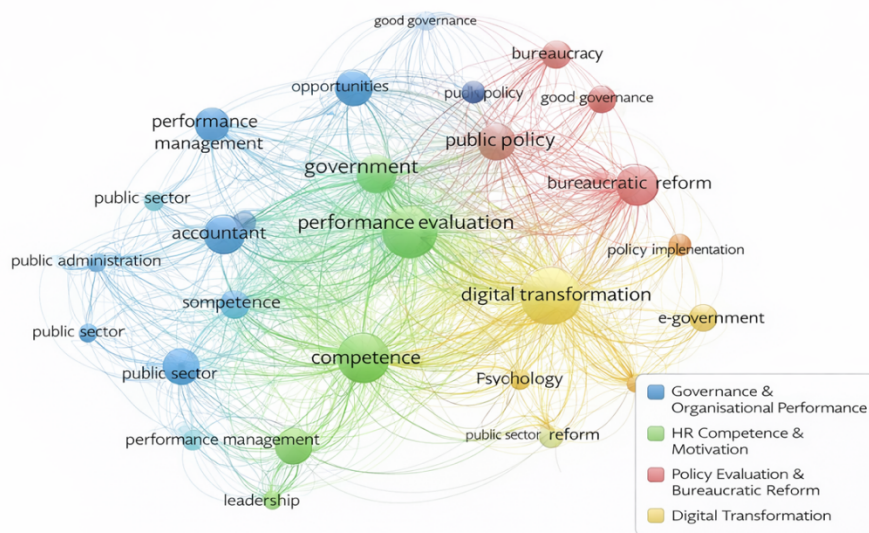 good governance
bureaucracy
opportunities
pudk policy
good governance
performance
management
public policy
government
bureaucratic reform
public sector
performance evaluation
accountant
policy implenentation
public administration
digital transformation
sompetence
e-government
public sector
competence
public sector
Fsychology
performance management
public sector reform
leadership
Governance &
Organisational Performance
HR Competence &
Motivation
Policy Evaluation &
Bureaucratic Reform
Digital Transformation